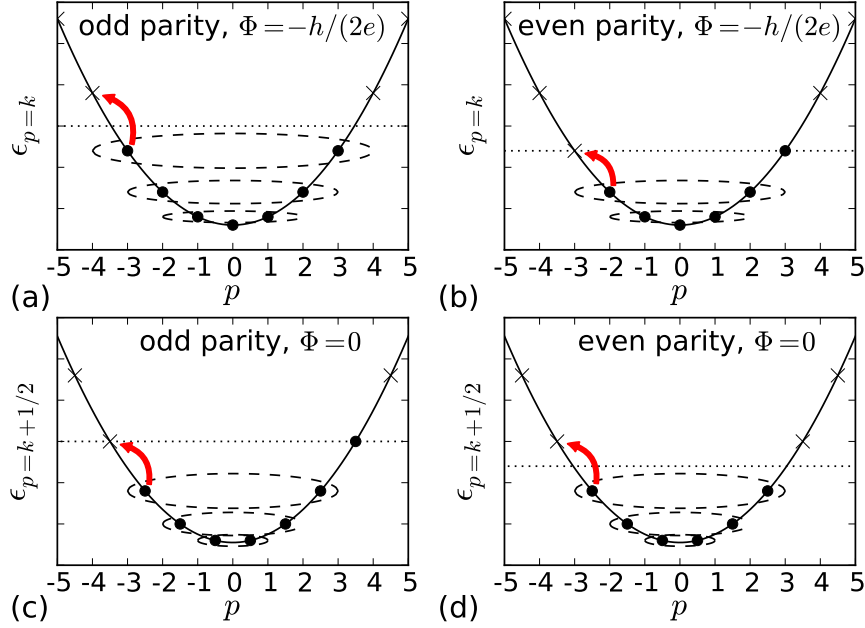 odd parity, Φ=−h/(2e)
even parity, Φ=−h/(2e)
ϵ_{p=k}
ϵ_{p=k}
-5 -4 -3 -2 -1 0 1 2 3 4 5
-5 -4 -3 -2 -1 0 1 2 3 4 5
(a) p
(b) p
odd parity, Φ=0
even parity, Φ=0
ϵ_{p=k+1/2}
ϵ_{p=k+1/2}
-5 -4 -3 -2 -1 0 1 2 3 4 5
-5 -4 -3 -2 -1 0 1 2 3 4 5
(c) p
(d) p